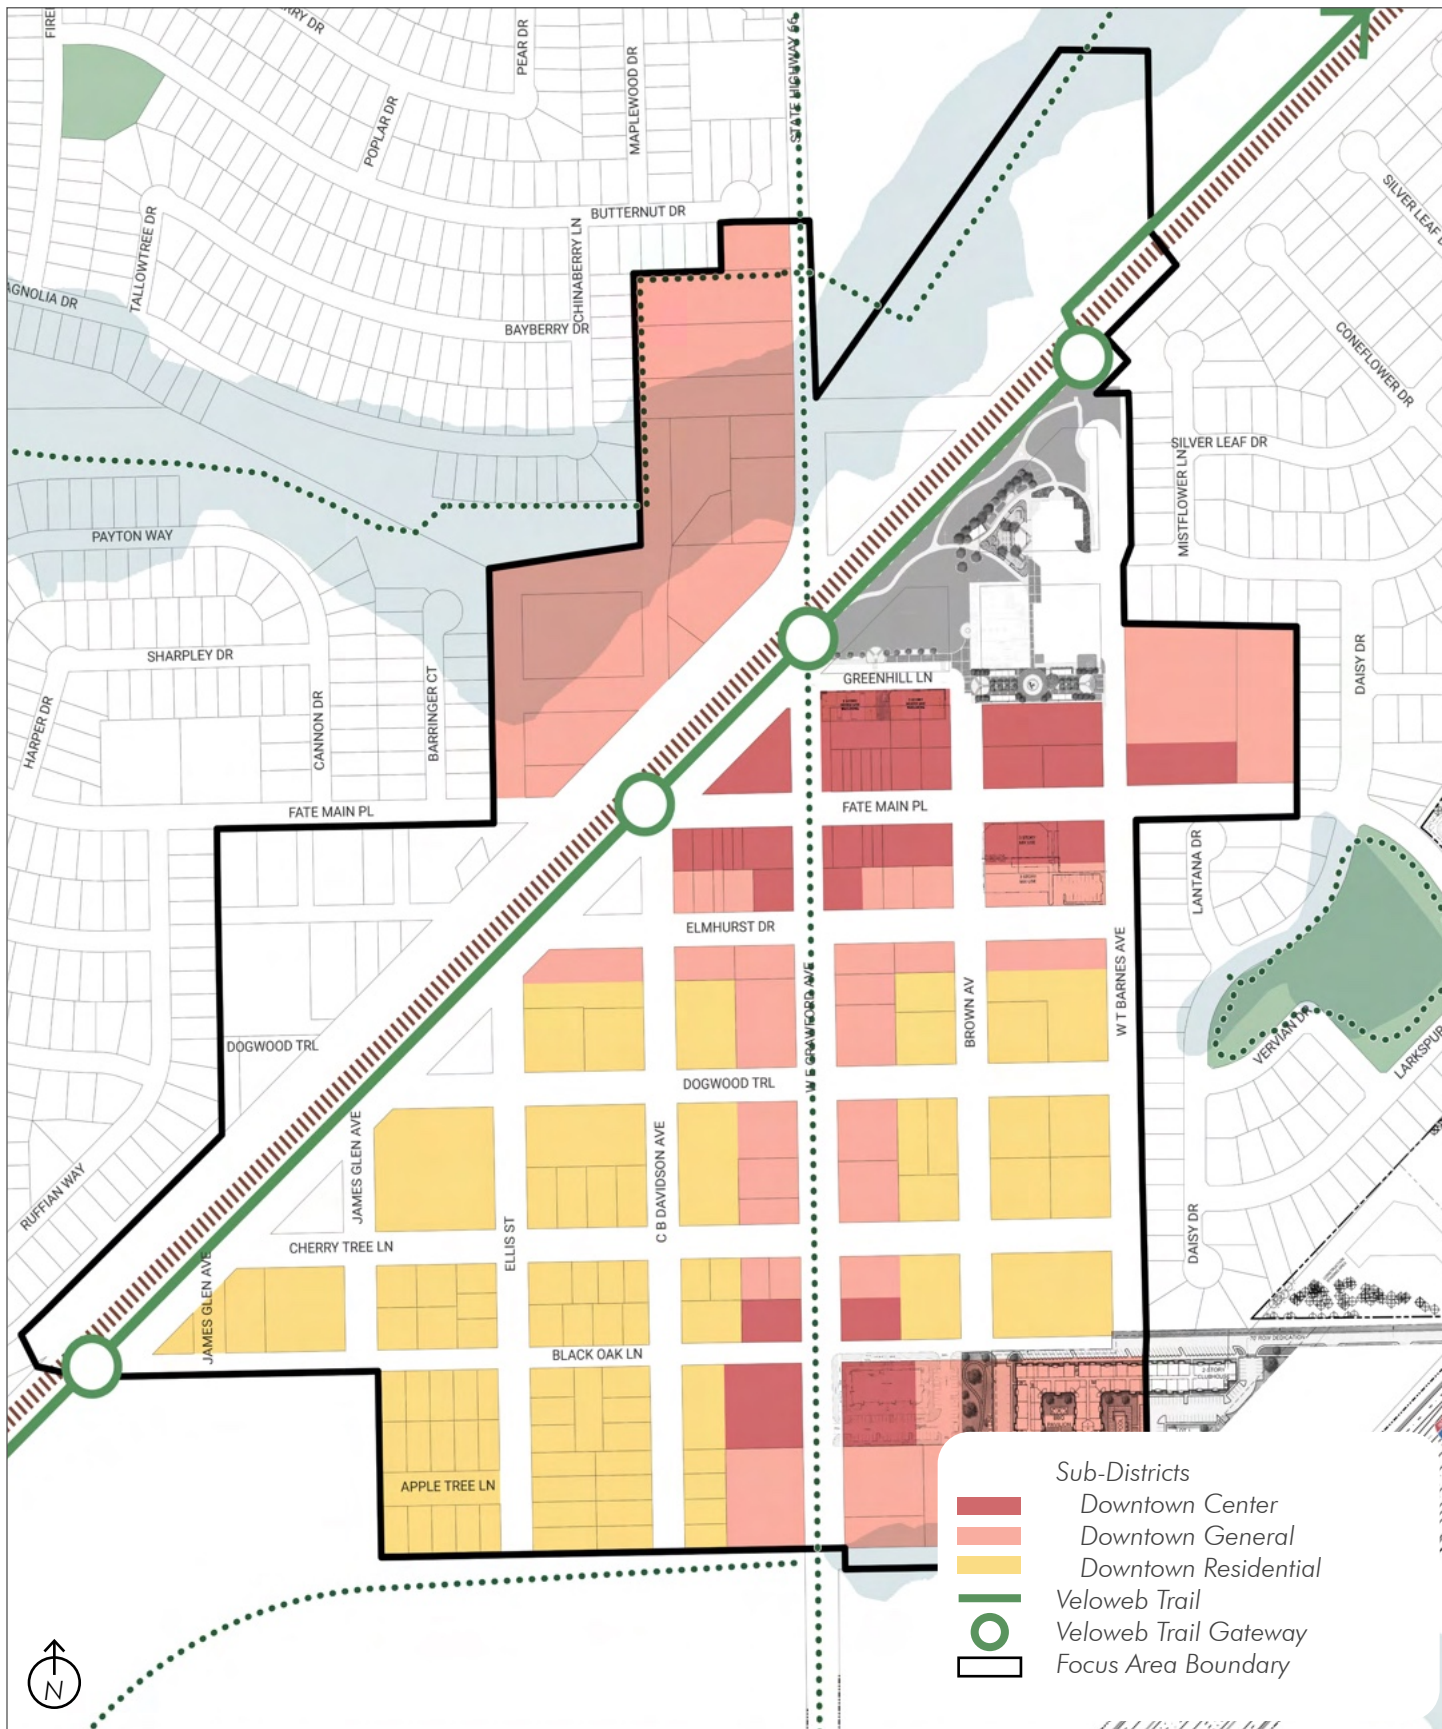 PEAR DR
MAPLEWOOD DR
POPLAR DR
STATE HIGHWAY 66
SILVER LEAF
BUTTERNUT DR
TALLOWTREE DR
CHINABERRY LN
AGNOLIA DR
BAYBERRY DR
CONEFLOWER DR
SILVER LEAF DR
MISTFLOWER LN
PAYTON WAY
SHARPLEY DR
DAISY DR
HARPER DR
CANNON DR
BARRINGER CT
GREENHILL LN
FATE MAIN PL
FATE MAIN PL
LANTANA DR
ELMHURST DR
W E CRAWFORD AVE
BROWN AV
W T BARNES AVE
DOGWOOD TRL
VERVIAN DR
LARKSPUR
DOGWOOD TRL
JAMES GLEN AVE
C B DAVIDSON AVE
RUFFIAN WAY
ELLIS ST
CHERRY TREE LN
DAISY DR
JAMES GLEN AVE
BLACK OAK LN
2-STORY
CLUBHOUSE
APPLE TREE LN
Sub-Districts
Downtown Center
Downtown General
Downtown Residential
Veloweb Trail
Veloweb Trail Gateway
Focus Area Boundary
N